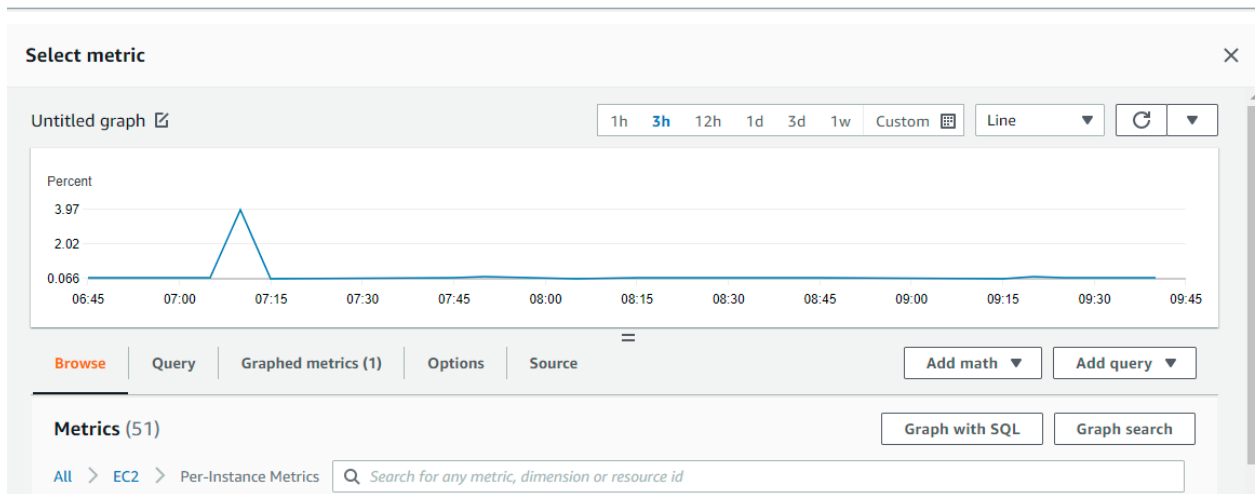 Select metric
Untitled graph
1h 3h 12h 1d 3d 1w Custom
Line
Percent
3.97
2.02
0.066
06:45 07:00 07:15 07:30 07:45 08:00 08:15 08:30 08:45 09:00 09:15 09:30 09:45
Browse Query Graphed metrics (1) Options Source Add math Add query
Metrics (51) Graph with SQL Graph search
All > EC2 > Per-Instance Metrics Search for any metric, dimension or resource id